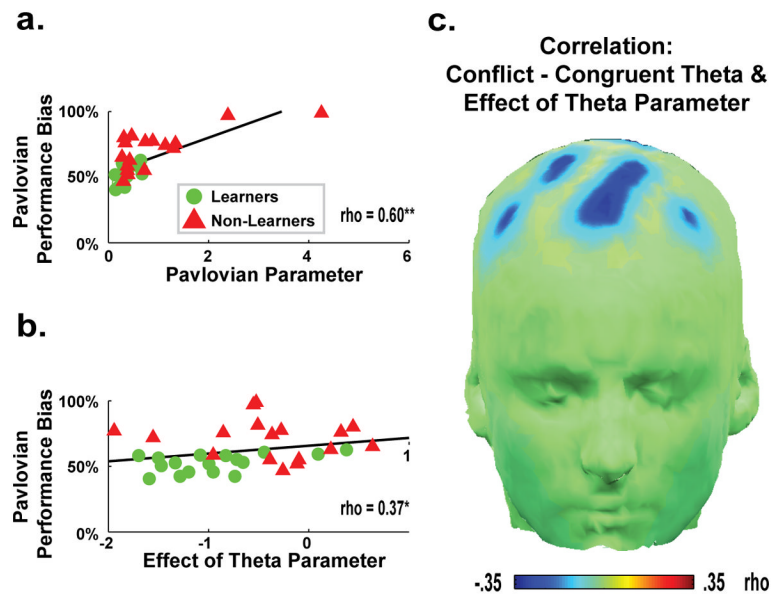 a.
Pavlovian
Performance Bias
100%
50%
0%
Learners
Non-Learners
rho = 0.60**
0 2 4 6
Pavlovian Parameter
b.
Pavlovian
Performance Bias
100%
50%
0%
1
rho = 0.37*
-2 -1 0
Effect of Theta Parameter
c.
Correlation:
Conflict - Congruent Theta &
Effect of Theta Parameter
-.35 .35 rho